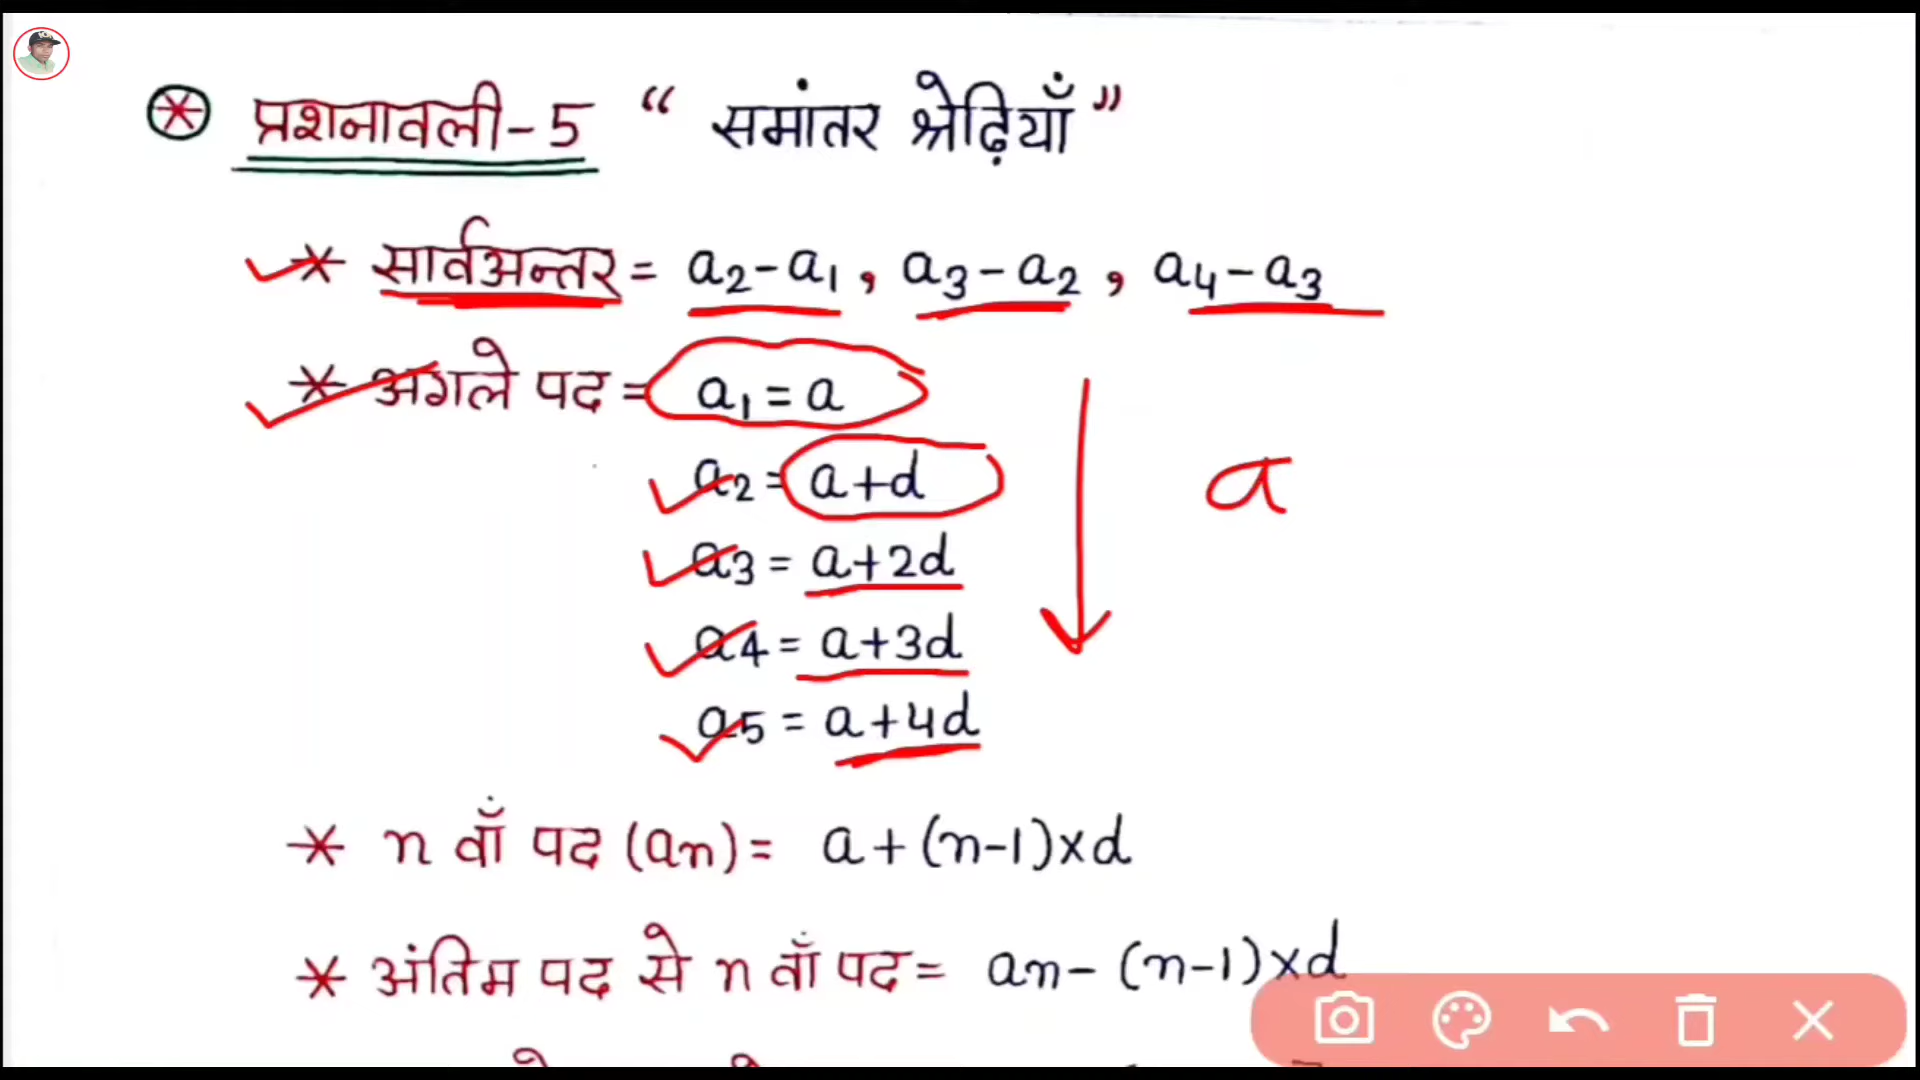 प्रशनावली-5 “ समांतर श्रेढ़ियाँ ”
* सार्वअन्तर = a₂-a₁ , a₃-a₂ , a₄-a₃
* अगले पद = a₁ = a
a₂ = a+d
a
a₃ = a+2d
a₄ = a+3d
a₅ = a+4d
* n वाँ पद (an) = a+(n-1)×d
* अंतिम पद से n वाँ पद = an-(n-1)×d